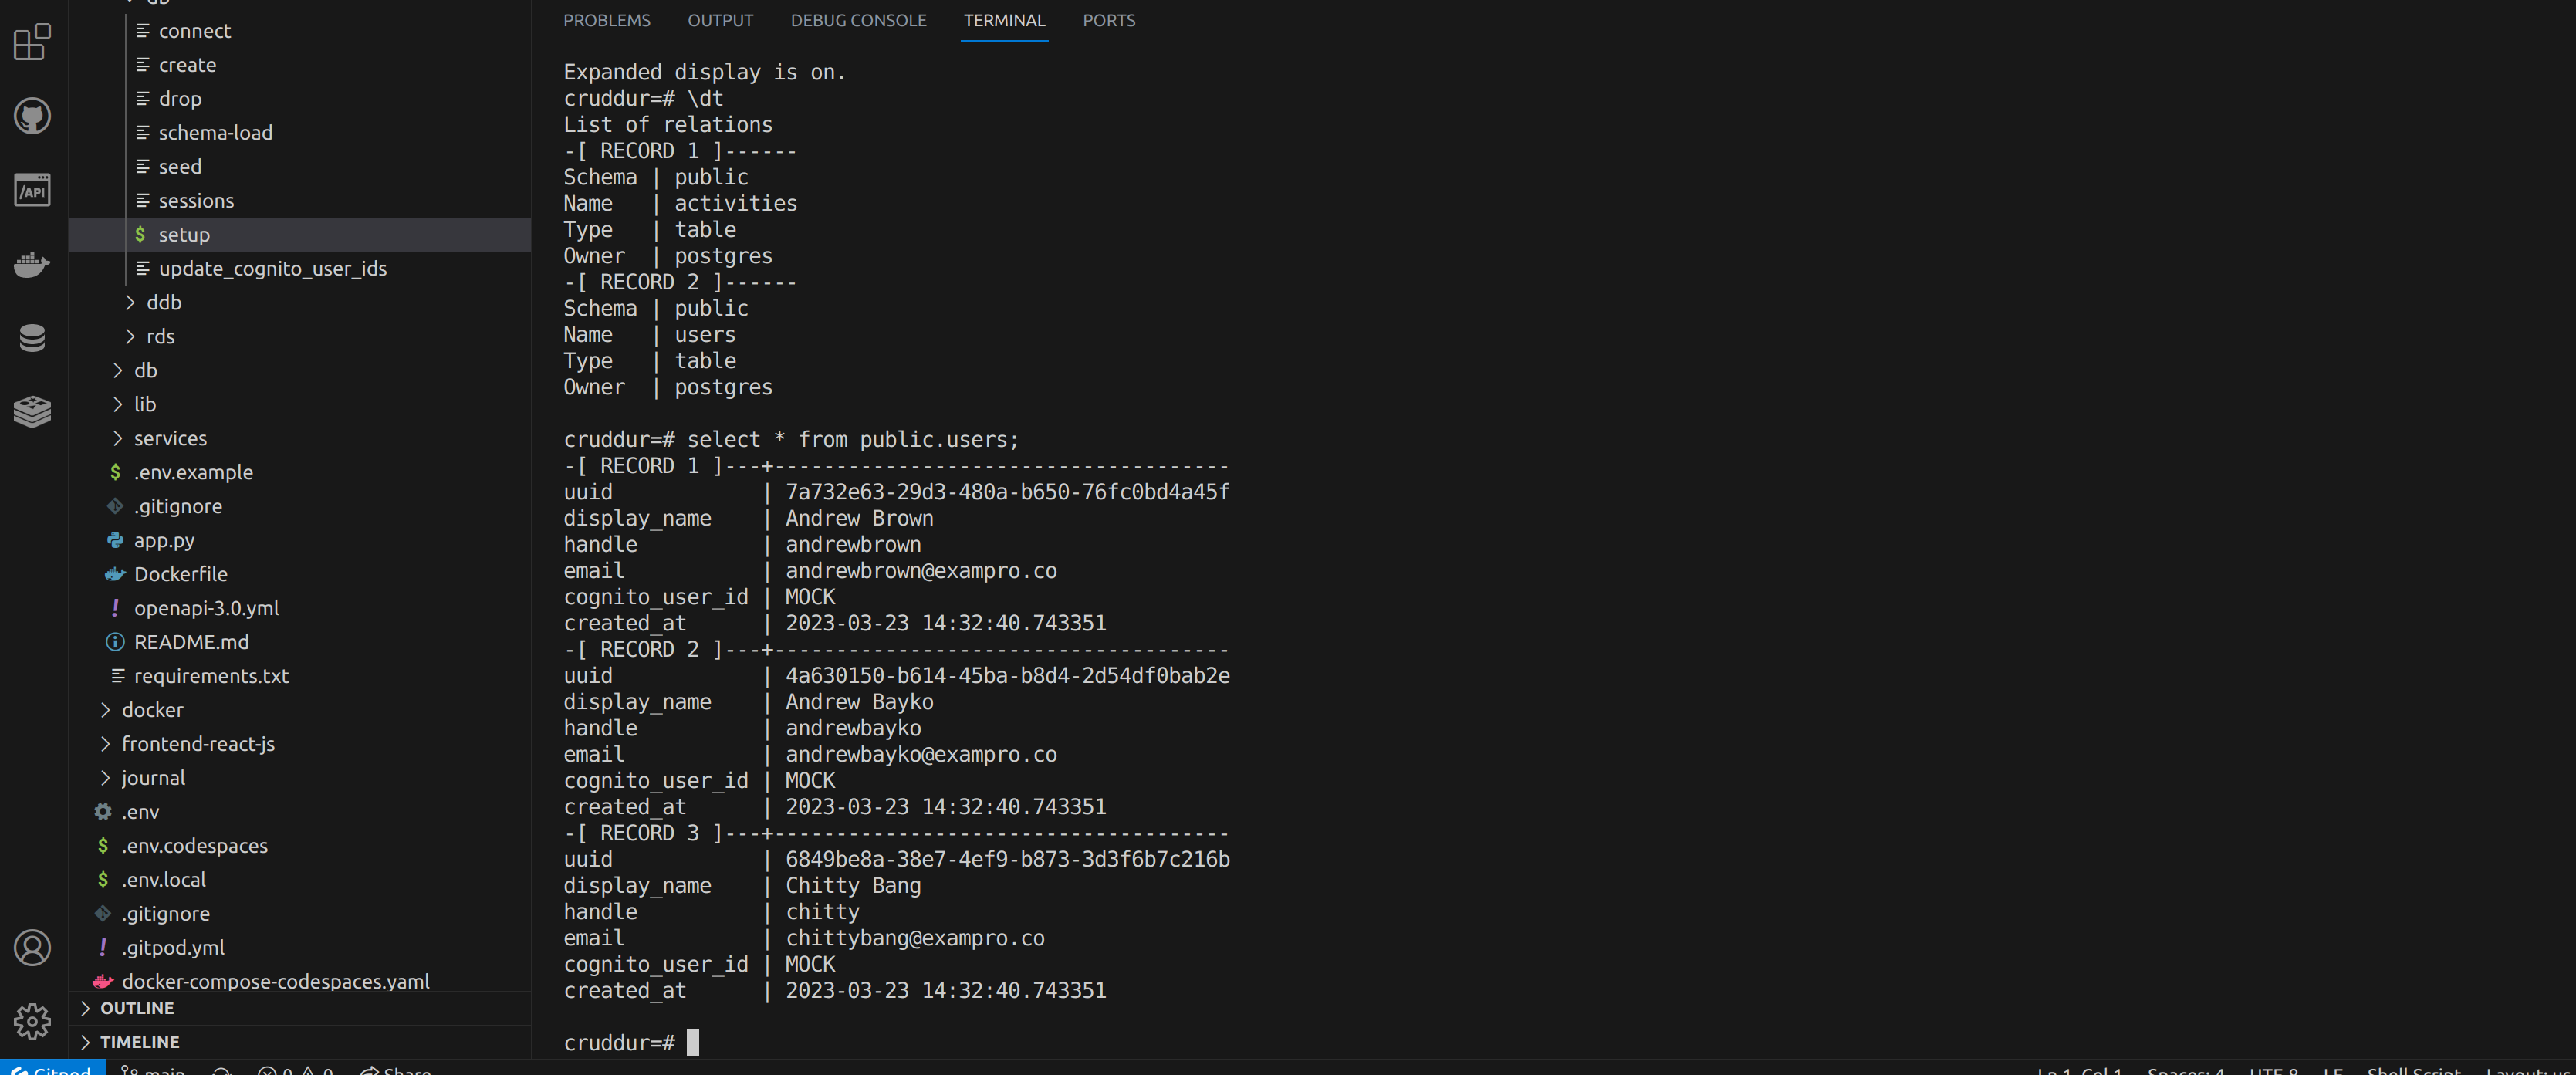 db
connect
create
drop
schema-load
seed
sessions
$ setup
update_cognito_user_ids
ddb
rds
db
lib
services
$ .env.example
.gitignore
app.py
Dockerfile
! openapi-3.0.yml
README.md
requirements.txt
docker
frontend-react-js
journal
.env
$ .env.codespaces
$ .env.local
.gitignore
! .gitpod.yml
docker-compose-codespaces.yaml
OUTLINE
TIMELINE
/API
PROBLEMS OUTPUT DEBUG CONSOLE TERMINAL PORTS
Expanded display is on.
cruddur=# \dt
List of relations
-[ RECORD 1 ]------
Schema | public
Name   | activities
Type   | table
Owner  | postgres
-[ RECORD 2 ]------
Schema | public
Name   | users
Type   | table
Owner  | postgres
cruddur=# select * from public.users;
-[ RECORD 1 ]---+-------------------------------------
uuid            | 7a732e63-29d3-480a-b650-76fc0bd4a45f
display_name    | Andrew Brown
handle          | andrewbrown
email           | andrewbrown@exampro.co
cognito_user_id | MOCK
created_at      | 2023-03-23 14:32:40.743351
-[ RECORD 2 ]---+-------------------------------------
uuid            | 4a630150-b614-45ba-b8d4-2d54df0bab2e
display_name    | Andrew Bayko
handle          | andrewbayko
email           | andrewbayko@exampro.co
cognito_user_id | MOCK
created_at      | 2023-03-23 14:32:40.743351
-[ RECORD 3 ]---+-------------------------------------
uuid            | 6849be8a-38e7-4ef9-b873-3d3f6b7c216b
display_name    | Chitty Bang
handle          | chitty
email           | chittybang@exampro.co
cognito_user_id | MOCK
created_at      | 2023-03-23 14:32:40.743351
cruddur=#
Gitpod main 0 0 Share Ln 1, Col 1 Spaces: 4 UTF-8 LF Shell Script Layout: us